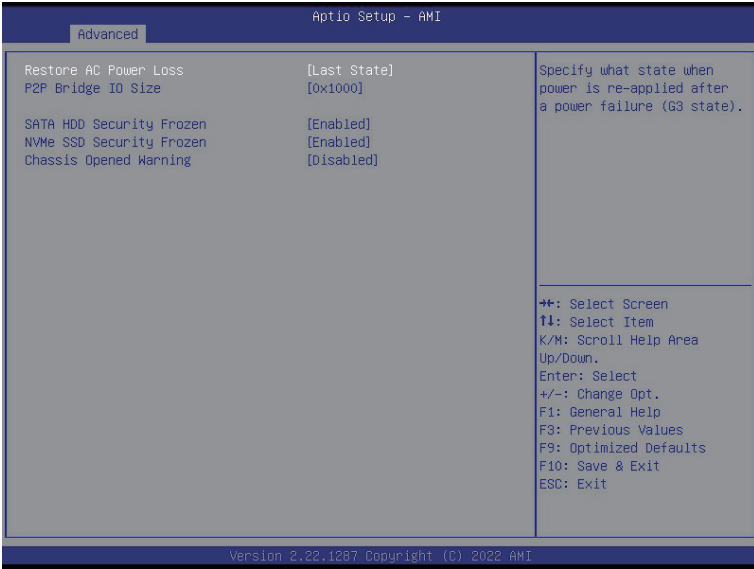 Aptio Setup – AMI
Advanced
Restore AC Power Loss [Last State]
P2P Bridge IO Size [0x1000]
SATA HDD Security Frozen [Enabled]
NVMe SSD Security Frozen [Enabled]
Chassis Opened Warning [Disabled]
Specify what state when
power is re-applied after
a power failure (G3 state).
→←: Select Screen
↑↓: Select Item
K/M: Scroll Help Area
Up/Down.
Enter: Select
+/-: Change Opt.
F1: General Help
F3: Previous Values
F9: Optimized Defaults
F10: Save & Exit
ESC: Exit
Version 2.22.1287 Copyright (C) 2022 AMI